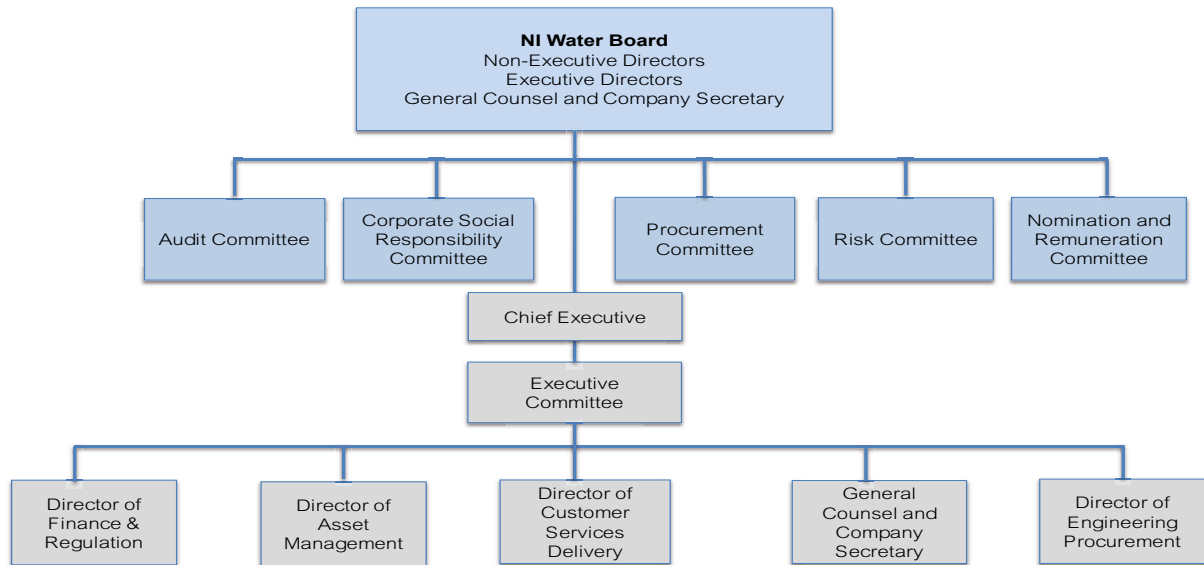 NI Water Board
Non-Executive Directors
Executive Directors
General Counsel and Company Secretary
Audit Committee
Corporate Social
Responsibility
Committee
Procurement
Committee
Risk Committee
Nomination and
Remuneration
Committee
Chief Executive
Executive
Committee
Director of
Finance &
Regulation
Director of
Asset
Management
Director of
Customer
Services
Delivery
General
Counsel and
Company
Secretary
Director of
Engineering
Procurement